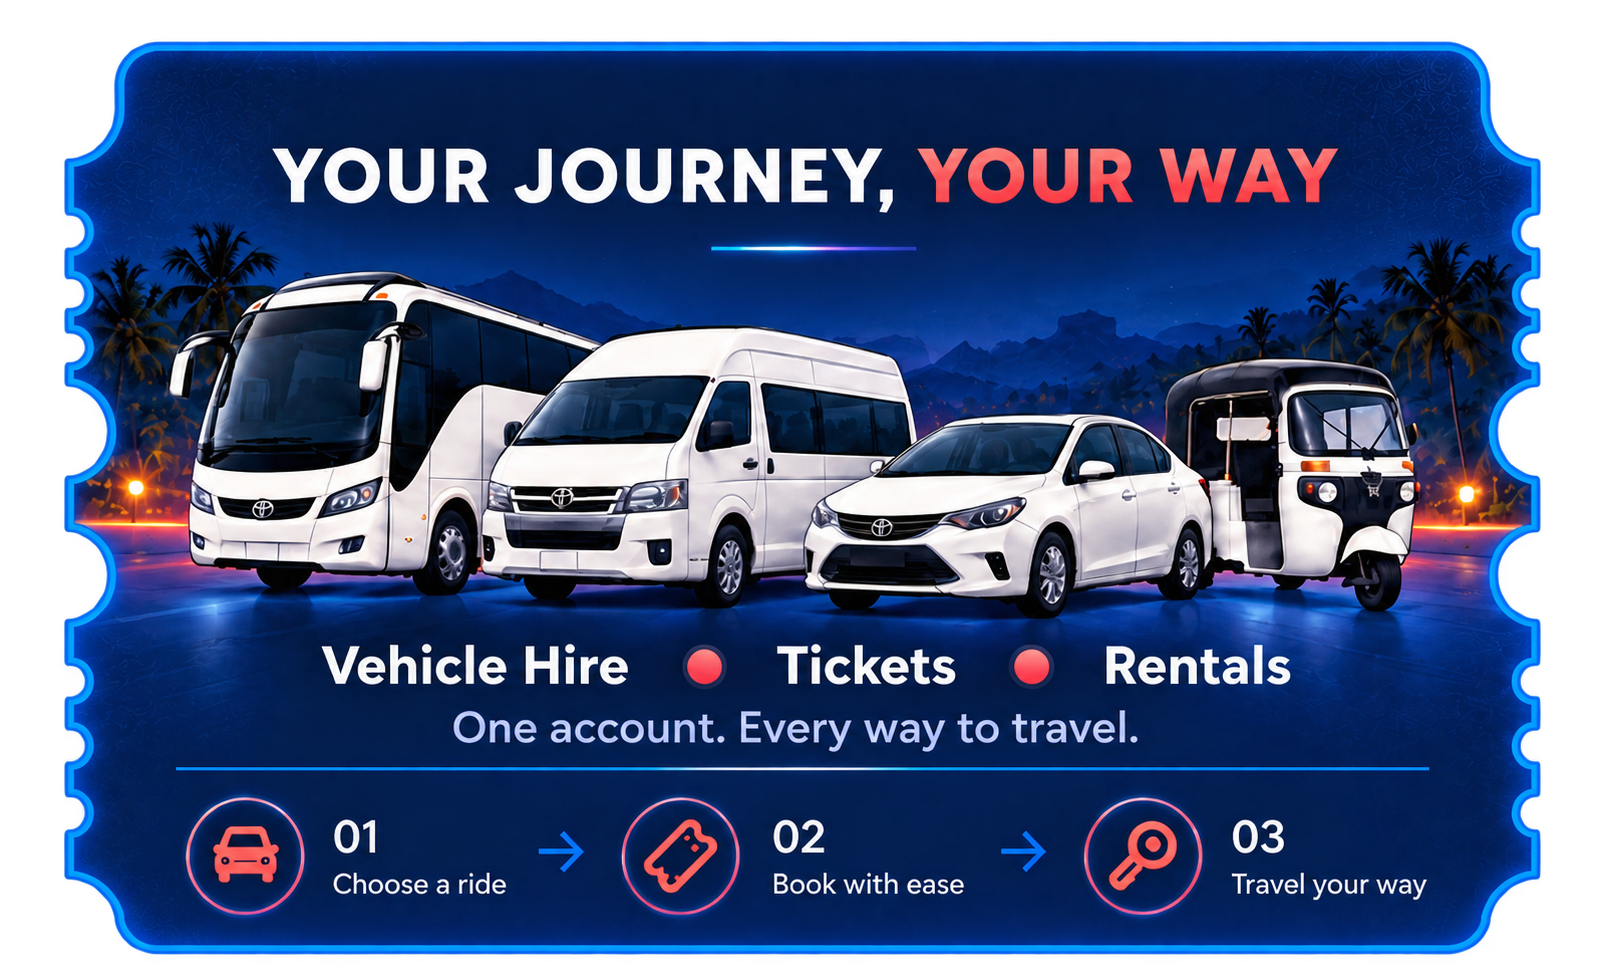 YOUR JOURNEY, YOUR WAY
Vehicle Hire • Tickets • Rentals
One account. Every way to travel.
01
Choose a ride
02
Book with ease
03
Travel your way